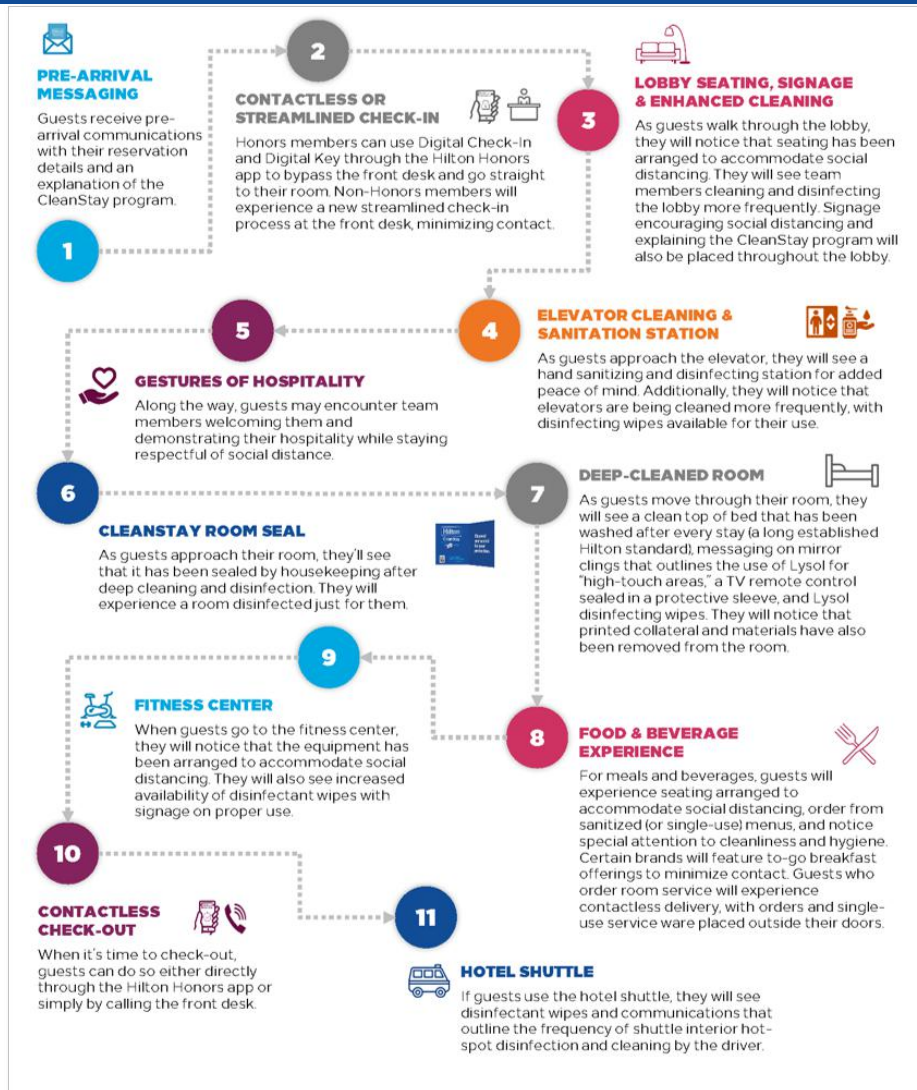 PRE-ARRIVAL
MESSAGING
Guests receive pre-
arrival communications
with their reservation
details and an
explanation of the
CleanStay program.
1
2
CONTACTLESS OR
STREAMLINED CHECK-IN
Honors members can use Digital Check-In
and Digital Key through the Hilton Honors
app to bypass the front desk and go straight
to their room. Non-Honors members will
experience a new streamlined check-in
process at the front desk, minimizing contact.
3
LOBBY SEATING, SIGNAGE
& ENHANCED CLEANING
As guests walk through the lobby,
they will notice that seating has been
arranged to accommodate social
distancing. They will see team
members cleaning and disinfecting
the lobby more frequently. Signage
encouraging social distancing and
explaining the CleanStay program will
also be placed throughout the lobby.
4
ELEVATOR CLEANING &
SANITATION STATION
As guests approach the elevator, they will see a
hand sanitizing and disinfecting station for added
peace of mind. Additionally, they will notice that
elevators are being cleaned more frequently, with
disinfecting wipes available for their use.
5
GESTURES OF HOSPITALITY
Along the way, guests may encounter team
members welcoming them and
demonstrating their hospitality while staying
respectful of social distance.
6
CLEANSTAY ROOM SEAL
Hilton
As guests approach their room, they'll see
that it has been sealed by housekeeping after
deep cleaning and disinfection. They will
experience a room disinfected just for them.
7
DEEP-CLEANED ROOM
As guests move through their room, they
will see a clean top of bed that has been
washed after every stay (a long established
Hilton standard), messaging on mirror
clings that outlines the use of Lysol for
"high-touch areas," a TV remote control
sealed in a protective sleeve, and Lysol
disinfecting wipes. They will notice that
printed collateral and materials have also
been removed from the room.
8
FOOD & BEVERAGE
EXPERIENCE
For meals and beverages, guests will
experience seating arranged to
accommodate social distancing, order from
sanitized (or single-use) menus, and notice
special attention to cleanliness and hygiene.
Certain brands will feature to-go breakfast
offerings to minimize contact. Guests who
order room service will experience
contactless delivery, with orders and single-
use service ware placed outside their doors.
9
FITNESS CENTER
When guests go to the fitness center,
they will notice that the equipment has
been arranged to accommodate social
distancing. They will also see increased
availability of disinfectant wipes with
signage on proper use.
10
CONTACTLESS
CHECK-OUT
When it's time to check-out,
guests can do so either directly
through the Hilton Honors app or
simply by calling the front desk.
11
HOTEL SHUTTLE
If guests use the hotel shuttle, they will see
disinfectant wipes and communications that
outline the frequency of shuttle interior hot-
spot disinfection and cleaning by the driver.